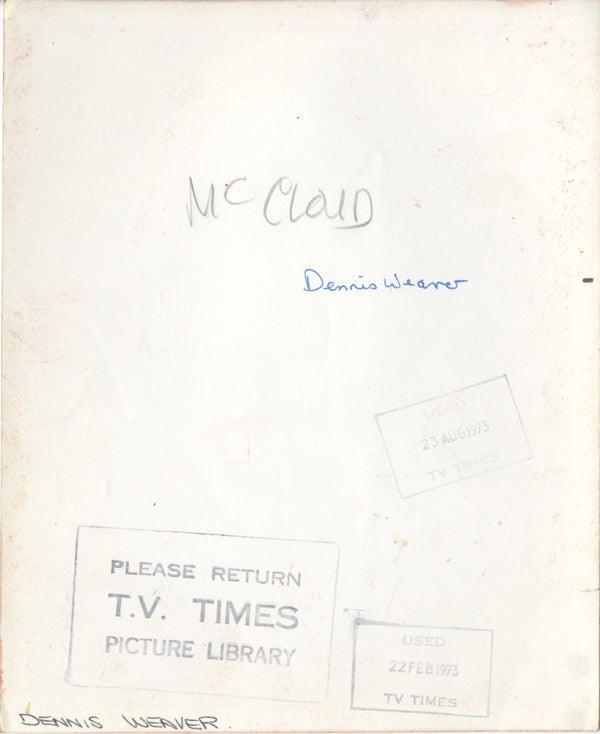 McCloud
Dennis Weaver
USED
23 AUG 1973
TV TIMES
PLEASE RETURN
T.V. TIMES
PICTURE LIBRARY
USED
22 FEB 1973
TV TIMES
DENNIS WEAVER.